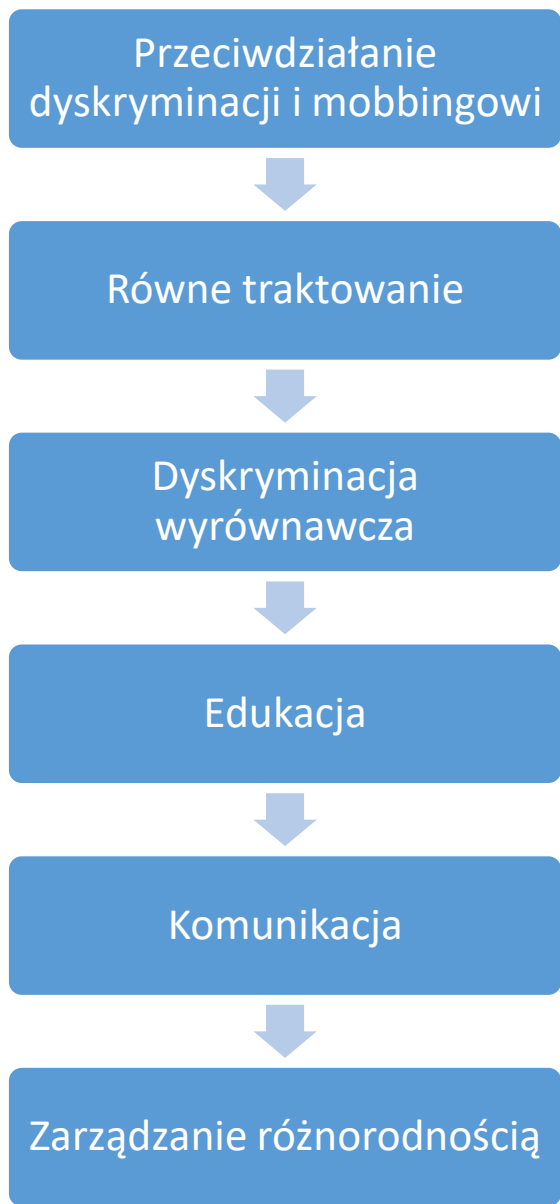 Przeciwdziałanie
dyskryminacji i mobbingowi
Równe traktowanie
Dyskryminacja
wyrównawcza
Edukacja
Komunikacja
Zarządzanie różnorodnością